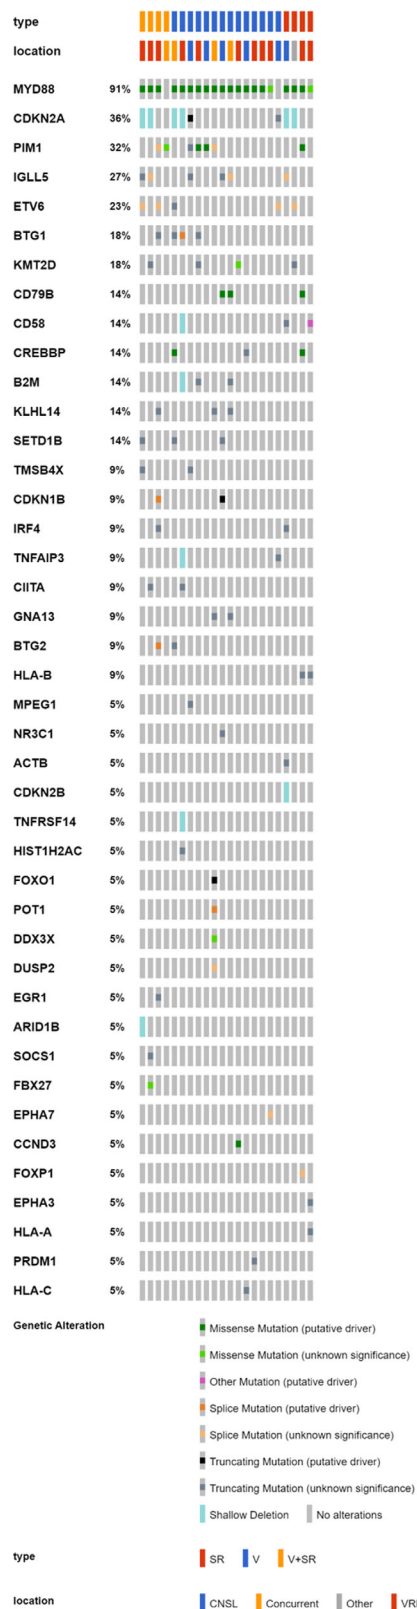 type
location
MYD88 91%
CDKN2A 36%
PIM1 32%
IGLL5 27%
ETV6 23%
BTG1 18%
KMT2D 18%
CD79B 14%
CD58 14%
CREBBP 14%
B2M 14%
KLHL14 14%
SETD1B 14%
TMSB4X 9%
CDKN1B 9%
IRF4 9%
TNFAIP3 9%
CIITA 9%
GNA13 9%
BTG2 9%
HLA-B 9%
MPEG1 5%
NR3C1 5%
ACTB 5%
CDKN2B 5%
TNFRSF14 5%
HIST1H2AC 5%
FOXO1 5%
POT1 5%
DDX3X 5%
DUSP2 5%
EGR1 5%
ARID1B 5%
SOCS1 5%
FBX27 5%
EPHA7 5%
CCND3 5%
FOXP1 5%
EPHA3 5%
HLA-A 5%
PRDM1 5%
HLA-C 5%
Genetic Alteration Missense Mutation (putative driver)
Missense Mutation (unknown significance)
Other Mutation (putative driver)
Splice Mutation (putative driver)
Splice Mutation (unknown significance)
Truncating Mutation (putative driver)
Truncating Mutation (unknown significance)
Shallow Deletion No alterations
type SR V V+SR
location CNSL Concurrent Other VR